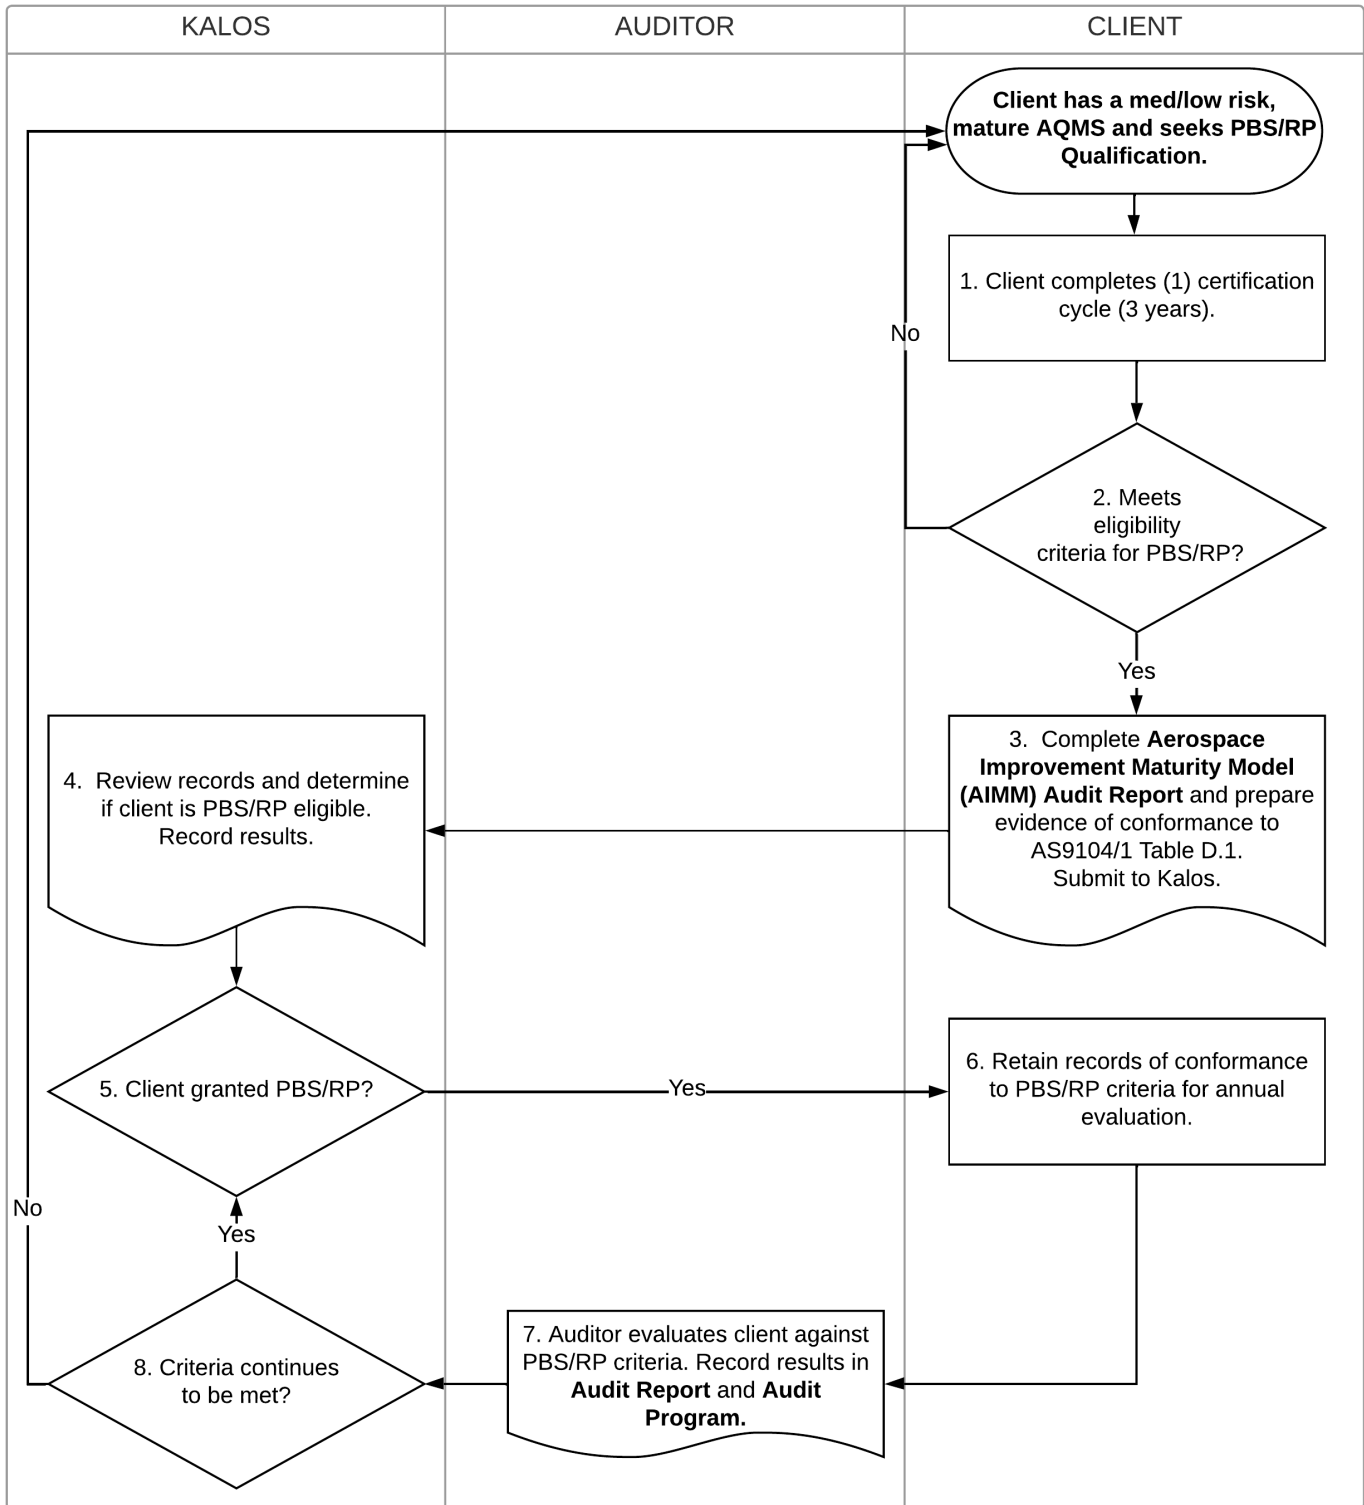 KALOS
AUDITOR
CLIENT
Client has a med/low risk,
mature AQMS and seeks PBS/RP
Qualification.
1. Client completes (1) certification
cycle (3 years).
No
2. Meets
eligibility
criteria for PBS/RP?
Yes
3.  Complete Aerospace
Improvement Maturity Model
(AIMM) Audit Report and prepare
evidence of conformance to
AS9104/1 Table D.1.
Submit to Kalos.
4.  Review records and determine
if client is PBS/RP eligible.
Record results.
5. Client granted PBS/RP?
Yes
6. Retain records of conformance
to PBS/RP criteria for annual
evaluation.
No
Yes
7. Auditor evaluates client against
PBS/RP criteria. Record results in
Audit Report and Audit
Program.
8. Criteria continues
to be met?